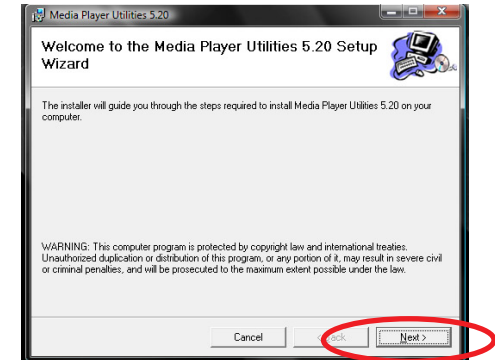 Media Player Utilities 5.20
Welcome to the Media Player Utilities 5.20 Setup
Wizard
The installer will guide you through the steps required to install Media Player Utilities 5.20 on your
computer.
WARNING: This computer program is protected by copyright law and international treaties.
Unauthorized duplication or distribution of this program, or any portion of it, may result in severe civil
or criminal penalties, and will be prosecuted to the maximum extent possible under the law.
Cancel
Next >